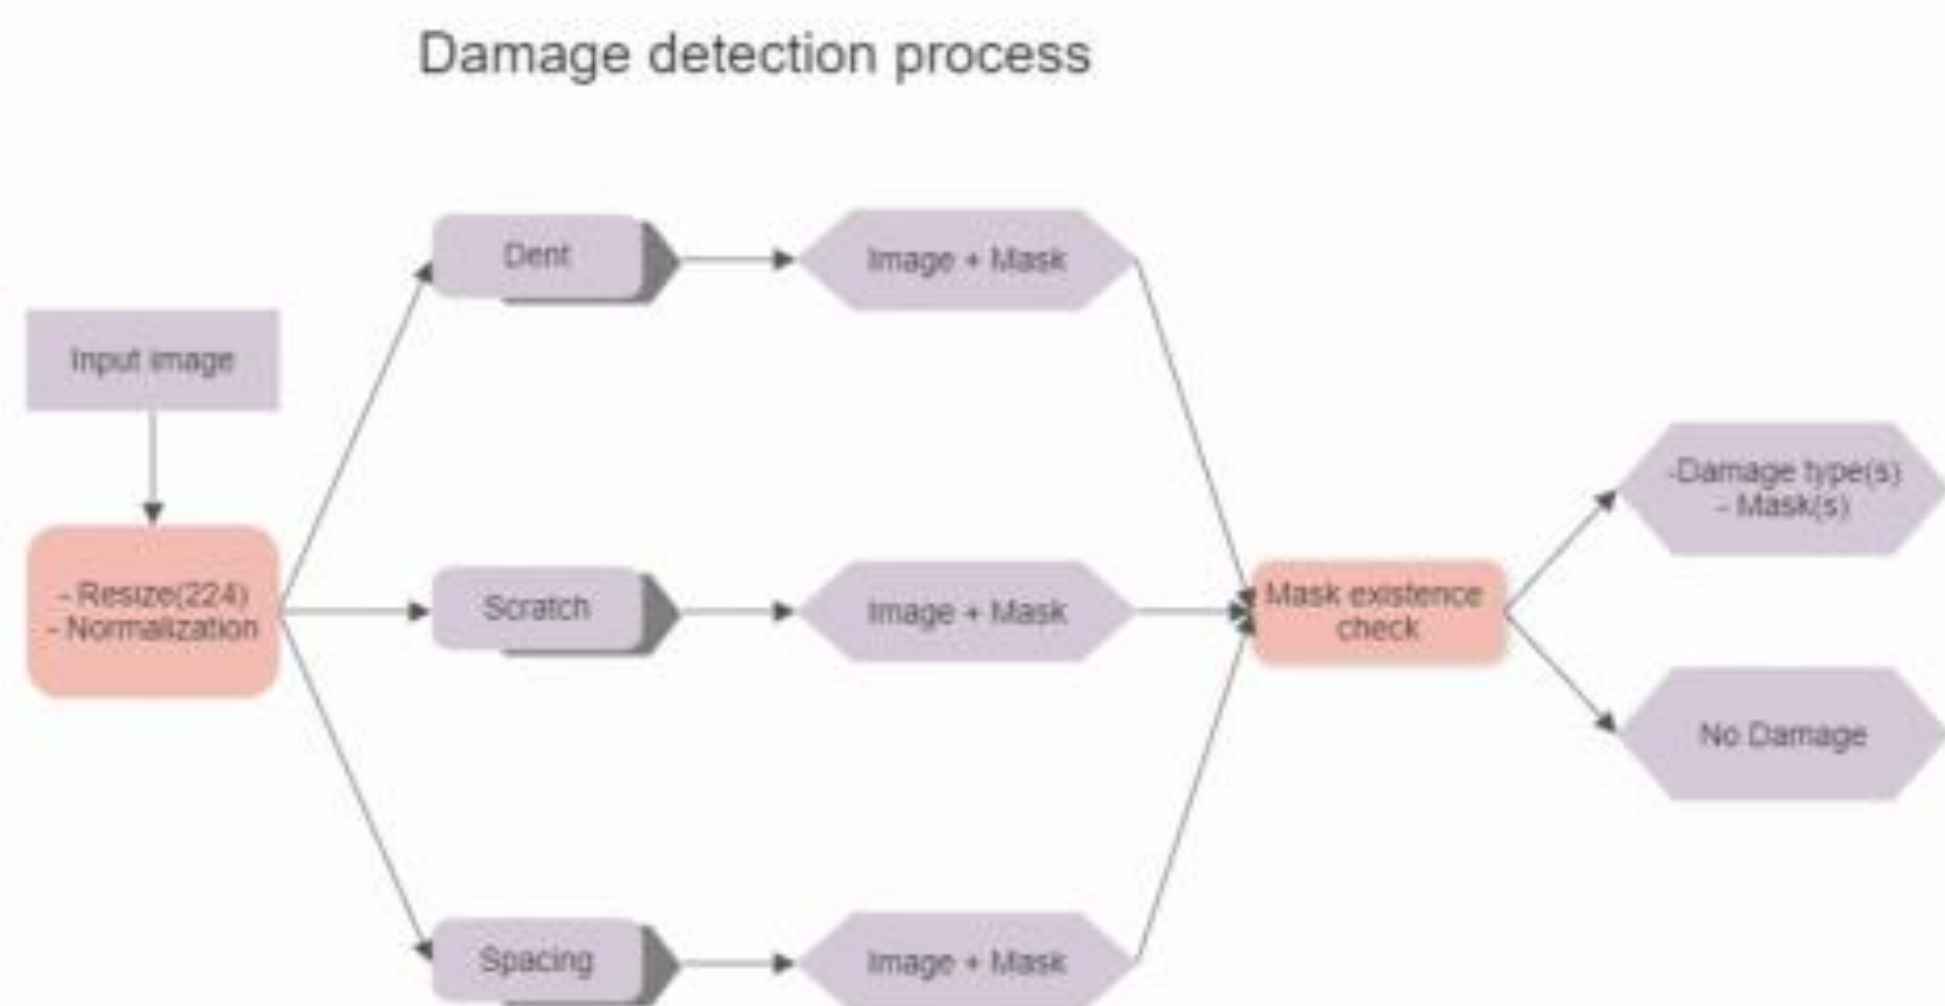 Damage detection process
Input image
- Resize(224)
- Normalization
Dent
Image + Mask
Scratch
Image + Mask
Spacing
Image + Mask
Mask existence
check
-Damage type(s)
- Mask(s)
No Damage